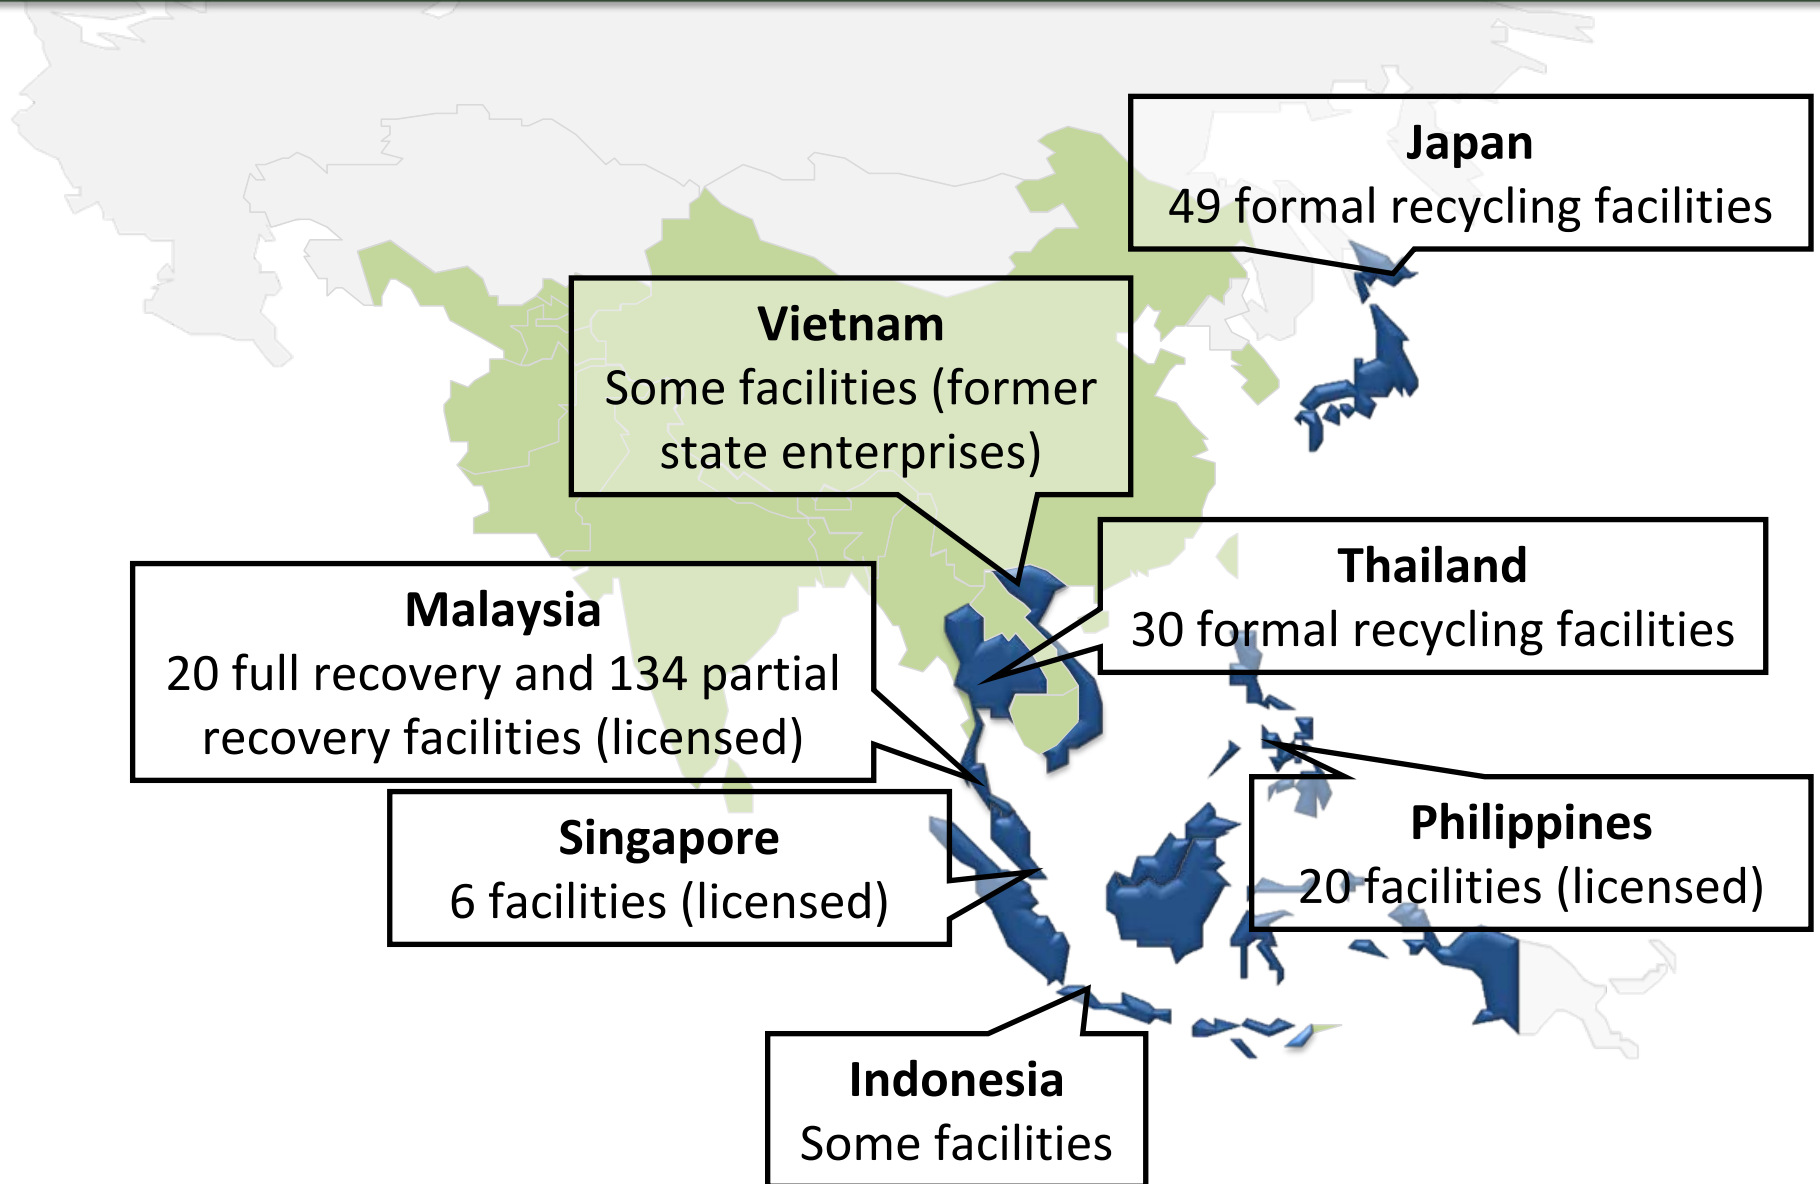 Japan
49 formal recycling facilities
Vietnam
Some facilities (former
state enterprises)
Thailand
30 formal recycling facilities
Malaysia
20 full recovery and 134 partial
recovery facilities (licensed)
Singapore
6 facilities (licensed)
Philippines
20 facilities (licensed)
Indonesia
Some facilities